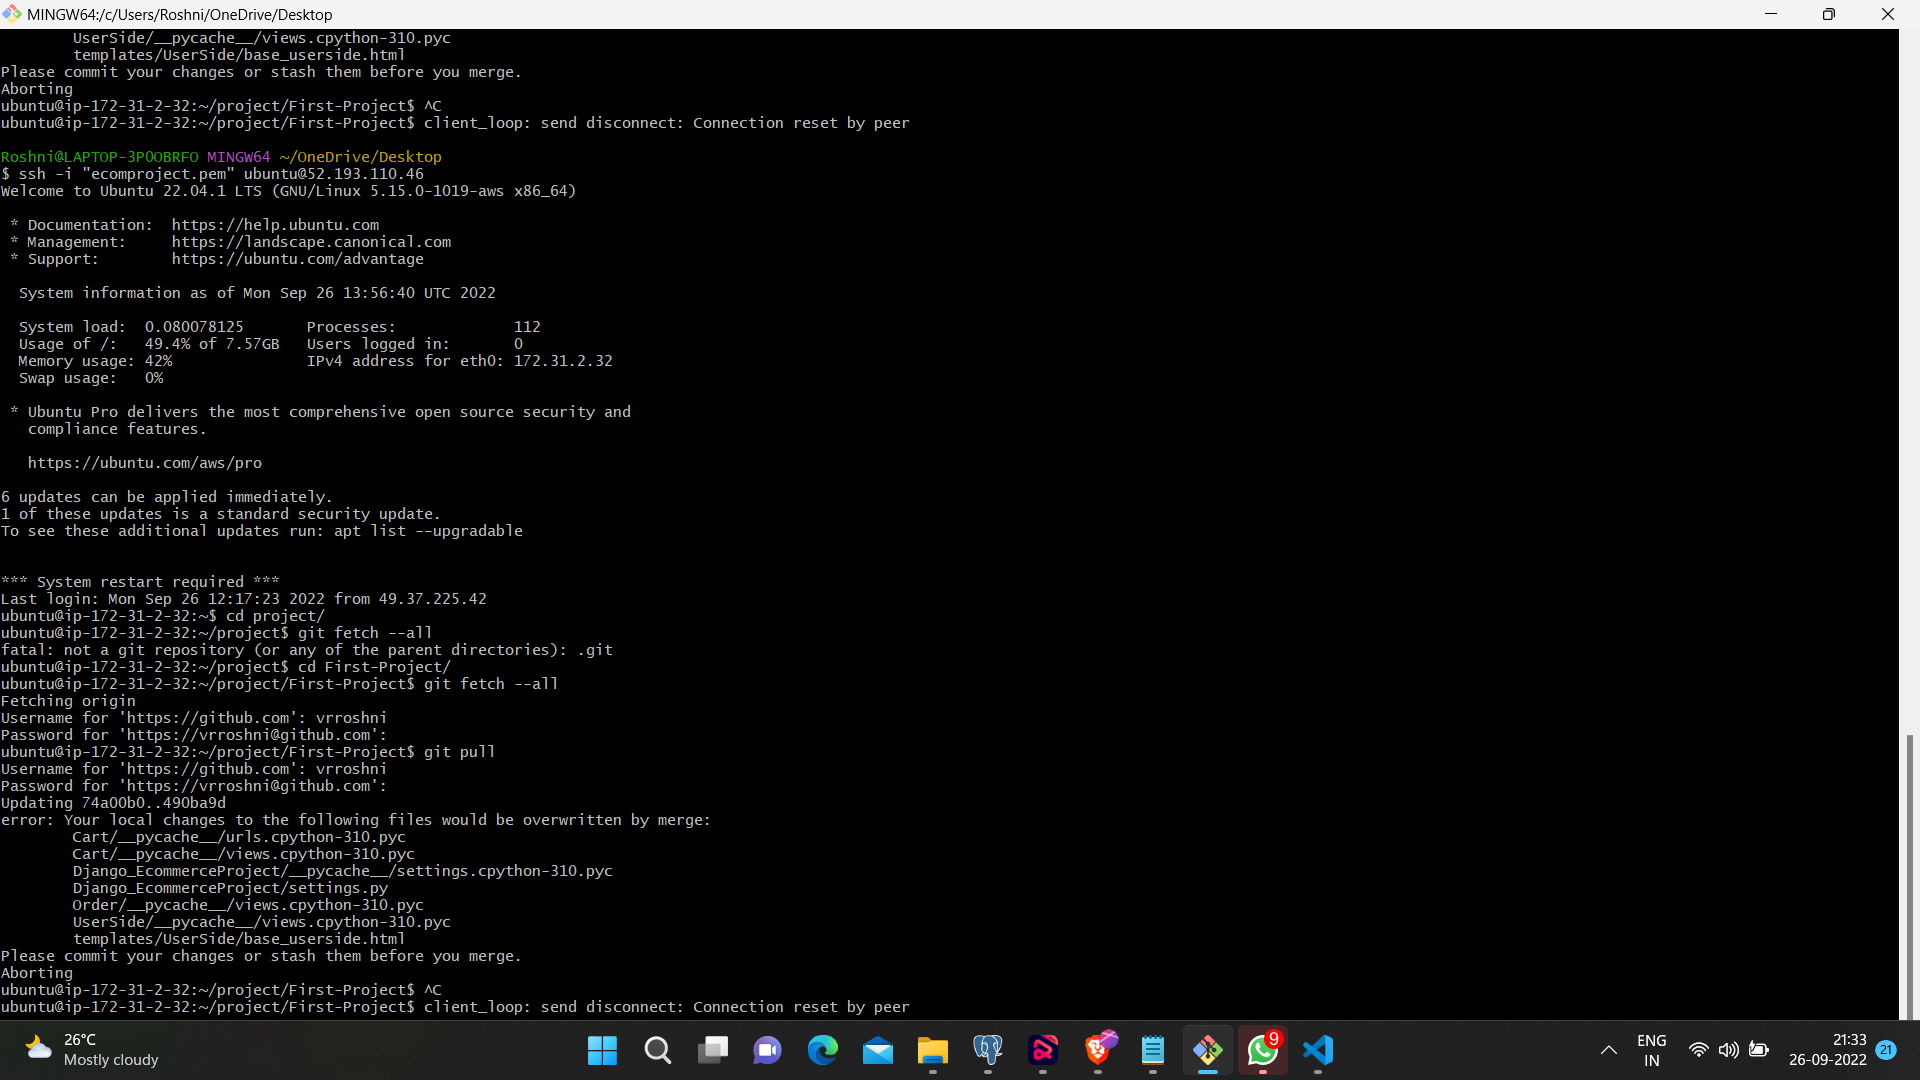 MINGW64:/c/Users/Roshni/OneDrive/Desktop
UserSide/__pycache__/views.cpython-310.pyc
templates/UserSide/base_userside.html
Please commit your changes or stash them before you merge.
Aborting
ubuntu@ip-172-31-2-32:~/project/First-Project$ ^C
ubuntu@ip-172-31-2-32:~/project/First-Project$ client_loop: send disconnect: Connection reset by peer
Roshni@LAPTOP-3POOBRFO MINGW64 ~/OneDrive/Desktop
$ ssh -i "ecomproject.pem" ubuntu@52.193.110.46
Welcome to Ubuntu 22.04.1 LTS (GNU/Linux 5.15.0-1019-aws x86_64)
* Documentation:  https://help.ubuntu.com
* Management:     https://landscape.canonical.com
* Support:        https://ubuntu.com/advantage
System information as of Mon Sep 26 13:56:40 UTC 2022
System load:  0.080078125       Processes:             112
Usage of /:   49.4% of 7.57GB   Users logged in:       0
Memory usage: 42%               IPv4 address for eth0: 172.31.2.32
Swap usage:   0%
* Ubuntu Pro delivers the most comprehensive open source security and
compliance features.
https://ubuntu.com/aws/pro
6 updates can be applied immediately.
1 of these updates is a standard security update.
To see these additional updates run: apt list --upgradable
*** System restart required ***
Last login: Mon Sep 26 12:17:23 2022 from 49.37.225.42
ubuntu@ip-172-31-2-32:~$ cd project/
ubuntu@ip-172-31-2-32:~/project$ git fetch --all
fatal: not a git repository (or any of the parent directories): .git
ubuntu@ip-172-31-2-32:~/project$ cd First-Project/
ubuntu@ip-172-31-2-32:~/project/First-Project$ git fetch --all
Fetching origin
Username for 'https://github.com': vrroshni
Password for 'https://vrroshni@github.com':
ubuntu@ip-172-31-2-32:~/project/First-Project$ git pull
Username for 'https://github.com': vrroshni
Password for 'https://vrroshni@github.com':
Updating 74a00b0..490ba9d
error: Your local changes to the following files would be overwritten by merge:
Cart/__pycache__/urls.cpython-310.pyc
Cart/__pycache__/views.cpython-310.pyc
Django_EcommerceProject/__pycache__/settings.cpython-310.pyc
Django_EcommerceProject/settings.py
Order/__pycache__/views.cpython-310.pyc
UserSide/__pycache__/views.cpython-310.pyc
templates/UserSide/base_userside.html
Please commit your changes or stash them before you merge.
Aborting
ubuntu@ip-172-31-2-32:~/project/First-Project$ ^C
ubuntu@ip-172-31-2-32:~/project/First-Project$ client_loop: send disconnect: Connection reset by peer
26°C
Mostly cloudy
9
ENG
IN
21:33
26-09-2022
21